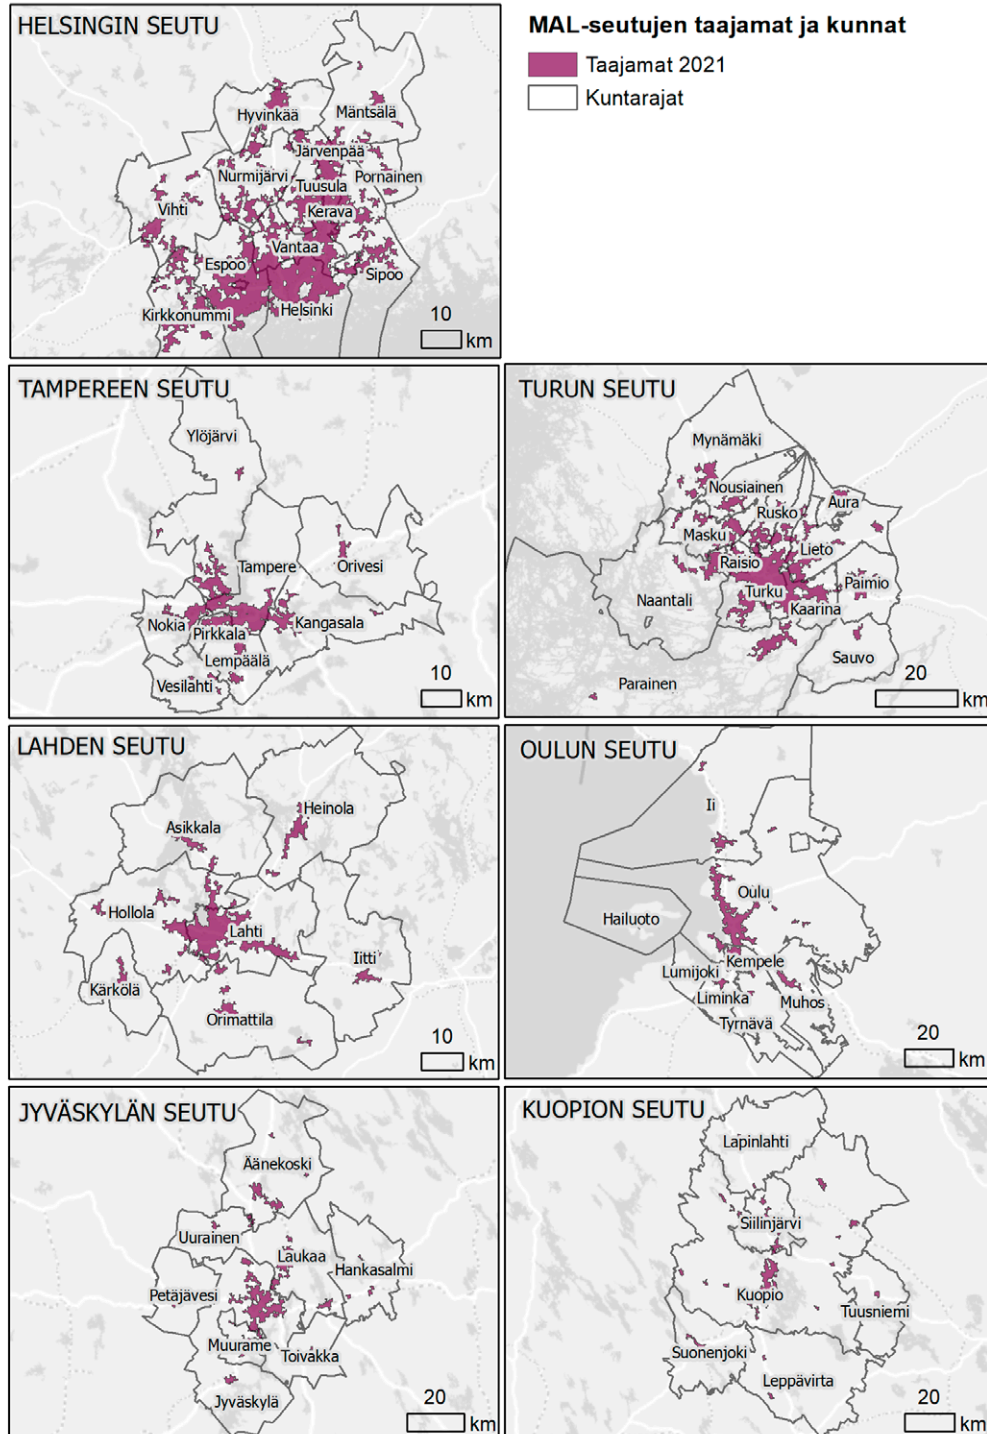 HELSINGIN SEUTU
Hyvinkää
Mäntsälä
Järvenpää
Nurmijärvi
Pornainen
Tuusula
Vihti
Kerava
Vantaa
Espoo
Sipoo
Kirkkonummi
Helsinki
10
km
MAL-seutujen taajamat ja kunnat
Taajamat 2021
Kuntarajat
TAMPEREEN SEUTU
Ylöjärvi
Tampere
Orivesi
Nokia
Pirkkala
Kangasala
Lempäälä
Vesilahti
10
km
TURUN SEUTU
Mynämäki
Nousiainen
Rusko
Aura
Masku
Lieto
Raisio
Turku
Paimio
Naantali
Kaarina
Sauvo
Parainen
20
km
LAHDEN SEUTU
Heinola
Asikkala
Hollola
Lahti
Iitti
Kärkölä
Orimattila
10
km
OULUN SEUTU
Ii
Oulu
Hailuoto
Kempele
Lumijoki
Liminka
Muhos
Tyrnävä
20
km
JYVÄSKYLÄN SEUTU
Äänekoski
Uurainen
Laukaa
Hankasalmi
Petäjävesi
Muurame
Toivakka
Jyväskylä
20
km
KUOPION SEUTU
Lapinlahti
Siilinjärvi
Kuopio
Tuusniemi
Suonenjoki
Leppävirta
20
km